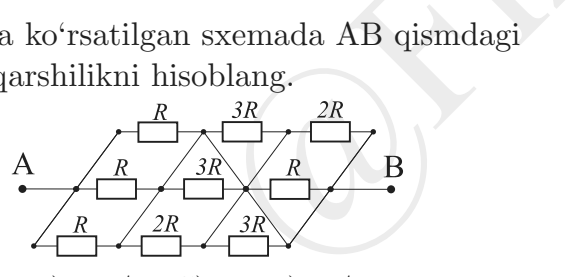 a ko‘rsatilgan sxemada AB qismdagi
qarshilikni hisoblang.
R 3R 2R
A R 3R R B
R 2R 3R